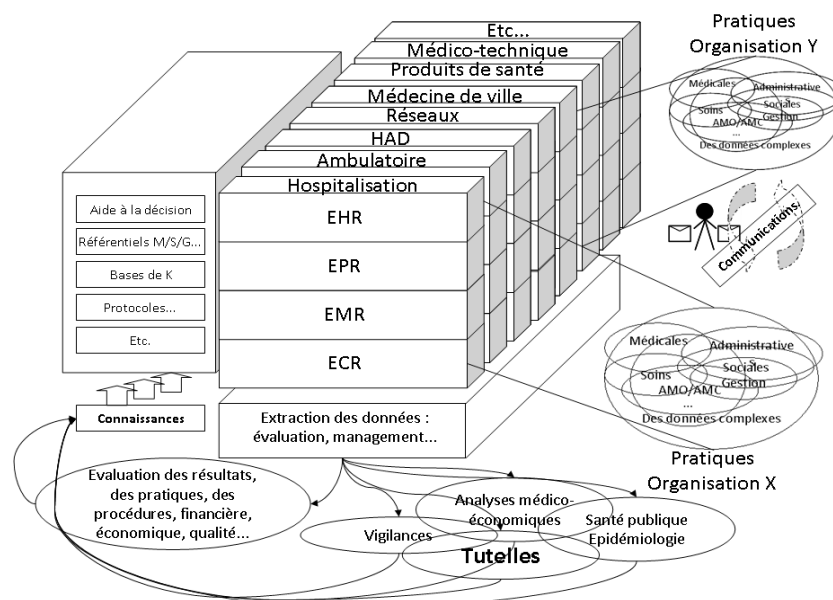 Etc...
Médico-technique
Produits de santé
Médecine de ville
Réseaux
HAD
Ambulatoire
Hospitalisation
EHR
EPR
EMR
ECR
Aide à la décision
Référentiels M/S/G...
Bases de K
Protocoles...
Etc.
Connaissances
Extraction des données :
évaluation, management...
Pratiques
Organisation Y
Médicales
Administrative
Soins
Sociales
Gestion
AMO/AMC
...
Des données complexes
Communications
Médicales
Administrative
s
Soins
Sociales
Gestion
AMO/AMC
...
Des données complexes
Pratiques
Organisation X
Evaluation des résultats,
des pratiques, des
procédures, financière,
économique, qualité...
Vigilances
Analyses médico-
économiques
Tutelles
Santé publique
Epidémiologie